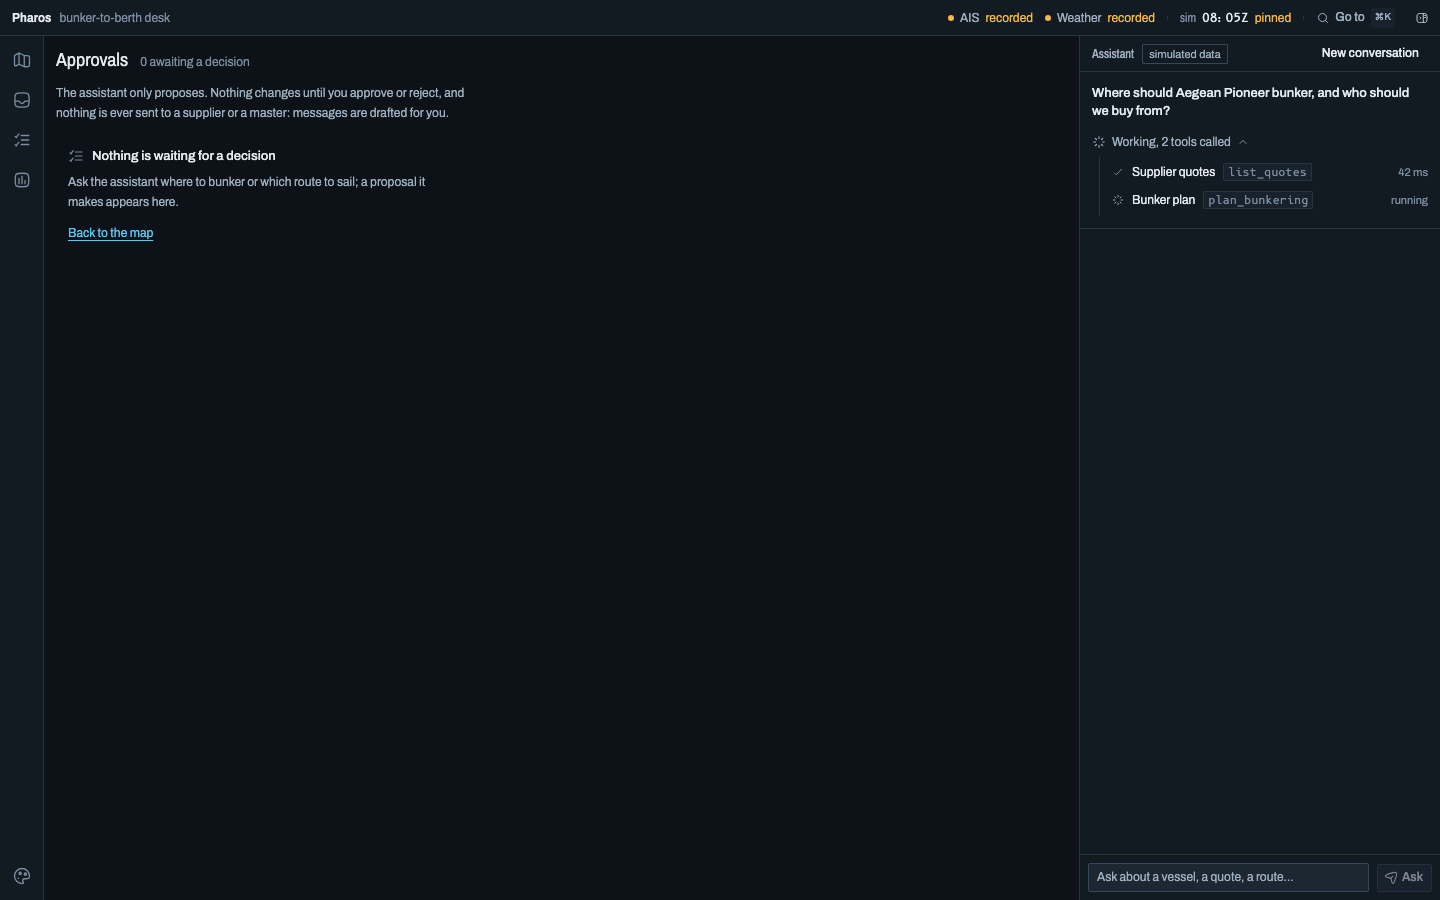 Pharos bunker-to-berth desk
AIS recorded Weather recorded sim 08:05Z pinned Go to ⌘K
Approvals 0 awaiting a decision
The assistant only proposes. Nothing changes until you approve or reject, and
nothing is ever sent to a supplier or a master: messages are drafted for you.
Nothing is waiting for a decision
Ask the assistant where to bunker or which route to sail; a proposal it
makes appears here.
Back to the map
Assistant simulated data New conversation
Where should Aegean Pioneer bunker, and who should
we buy from?
Working, 2 tools called
Supplier quotes list_quotes 42 ms
Bunker plan plan_bunkering running
Ask about a vessel, a quote, a route... Ask